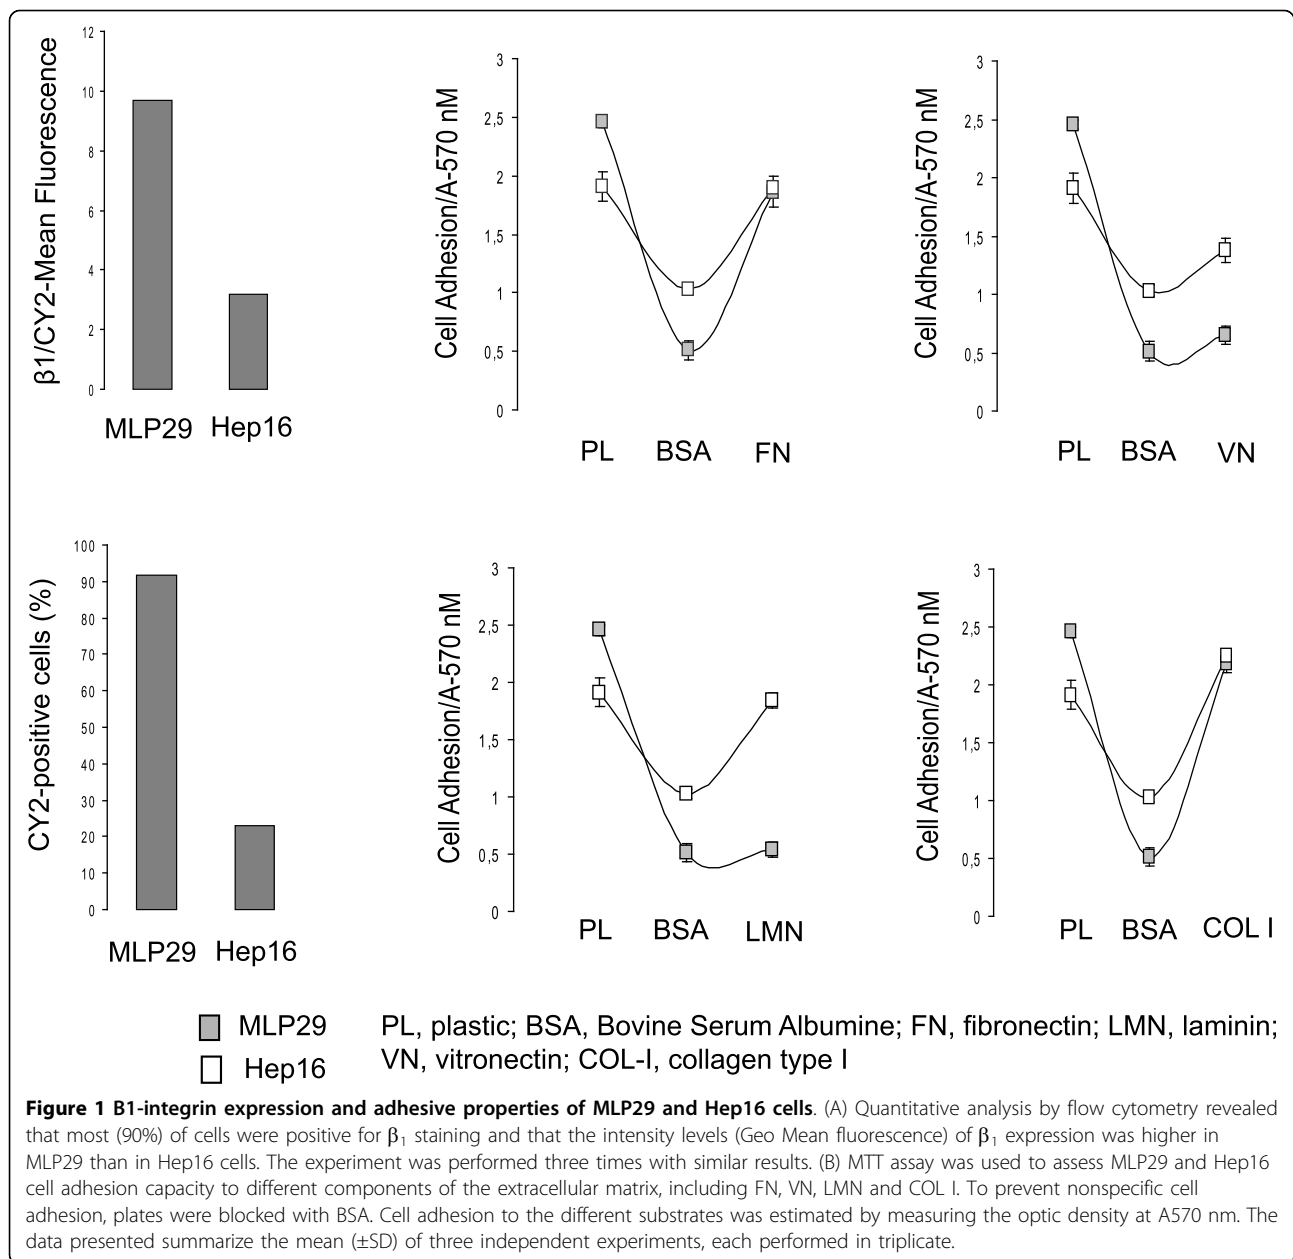 β1/CY2-Mean Fluorescence
12
10
8
6
4
2
0
MLP29 Hep16
Cell Adhesion/A-570 nM
3
2,5
2
1,5
1
0,5
0
PL BSA FN
Cell Adhesion/A-570 nM
3
2,5
2
1,5
1
0,5
0
PL BSA VN
CY2-positive cells (%)
100
90
80
70
60
50
40
30
20
10
0
MLP29 Hep16
Cell Adhesion/A-570 nM
3
2,5
2
1,5
1
0,5
0
PL BSA LMN
Cell Adhesion/A-570 nM
3
2,5
2
1,5
1
0,5
0
PL BSA COL I
MLP29
Hep16
PL, plastic; BSA, Bovine Serum Albumine; FN, fibronectin; LMN, laminin;
VN, vitronectin; COL-I, collagen type I
Figure 1 B1-integrin expression and adhesive properties of MLP29 and Hep16 cells. (A) Quantitative analysis by flow cytometry revealed
that most (90%) of cells were positive for β₁ staining and that the intensity levels (Geo Mean fluorescence) of β₁ expression was higher in
MLP29 than in Hep16 cells. The experiment was performed three times with similar results. (B) MTT assay was used to assess MLP29 and Hep16
cell adhesion capacity to different components of the extracellular matrix, including FN, VN, LMN and COL I. To prevent nonspecific cell
adhesion, plates were blocked with BSA. Cell adhesion to the different substrates was estimated by measuring the optic density at A570 nm. The
data presented summarize the mean (±SD) of three independent experiments, each performed in triplicate.